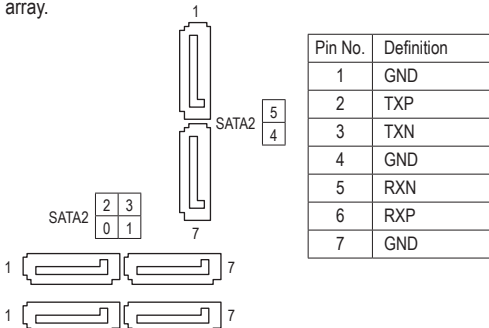 array.
1
SATA2 5
4
SATA2 2 3
0 1
7
1 7
1 7
Pin No. Definition
1 GND
2 TXP
3 TXN
4 GND
5 RXN
6 RXP
7 GND